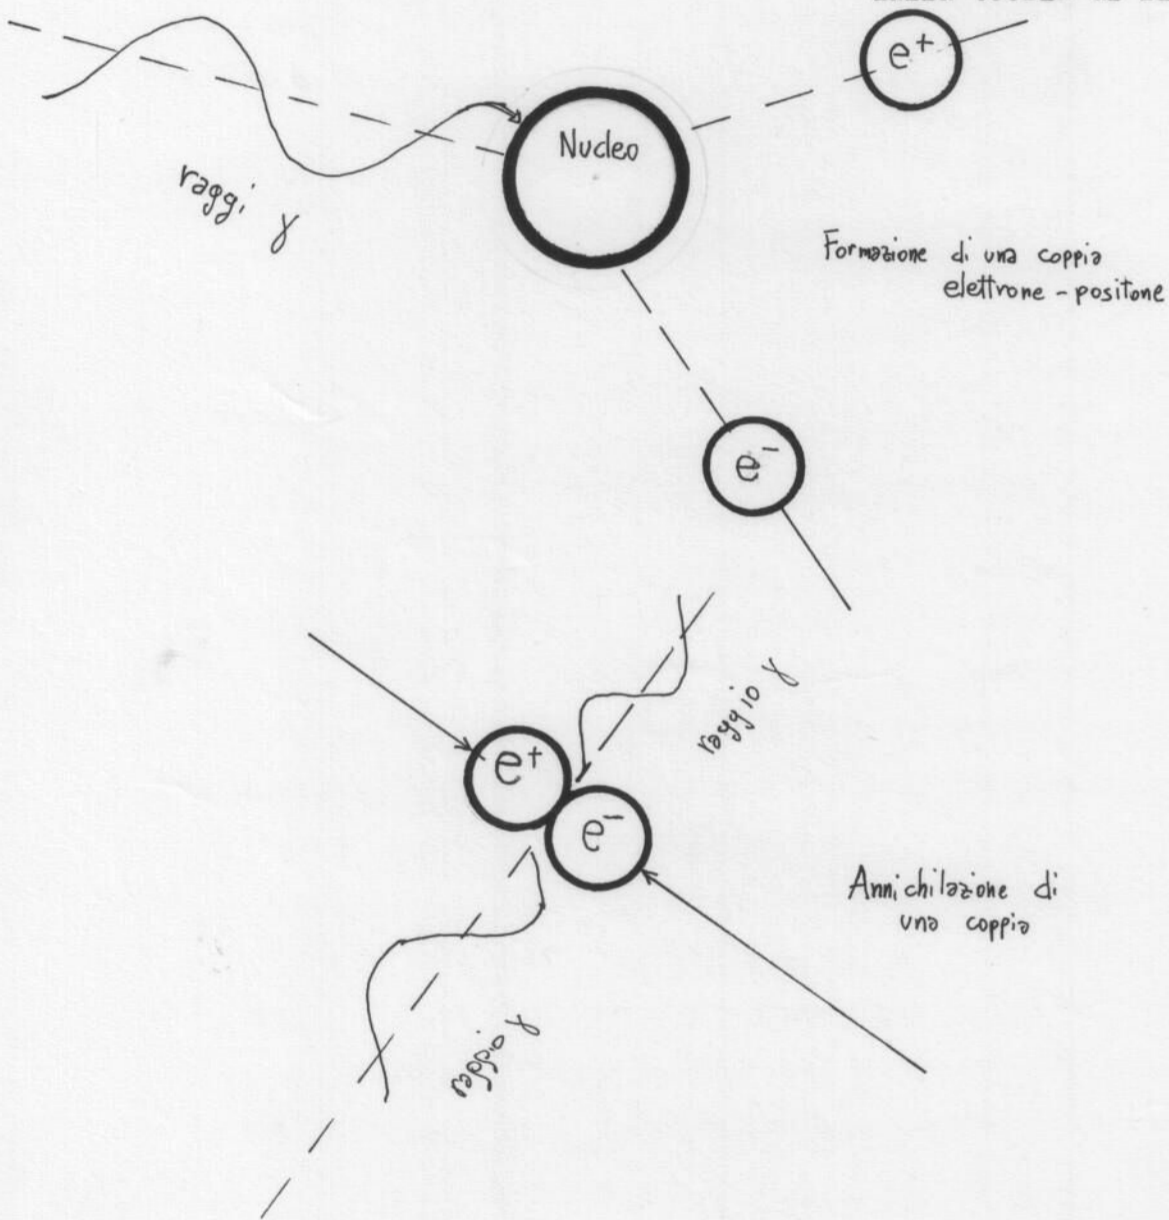 e+
Nucleo
raggi γ
Formazione di una coppia
elettrone - positone
e-
raggio γ
e+
e-
Annichilazione di
una coppia
raggio γ